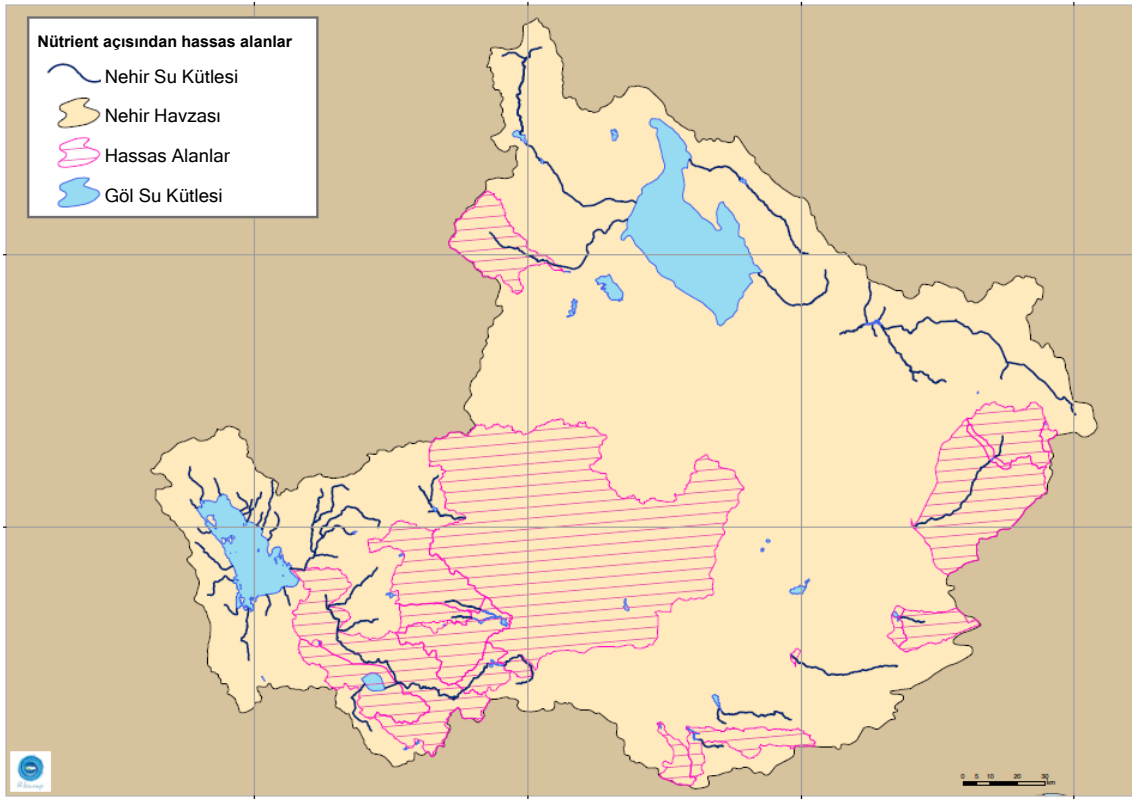 Nütrient açısından hassas alanlar
Nehir Su Kütlesi
Nehir Havzası
Hassas Alanlar
Göl Su Kütlesi
0 5 10 20 30
km